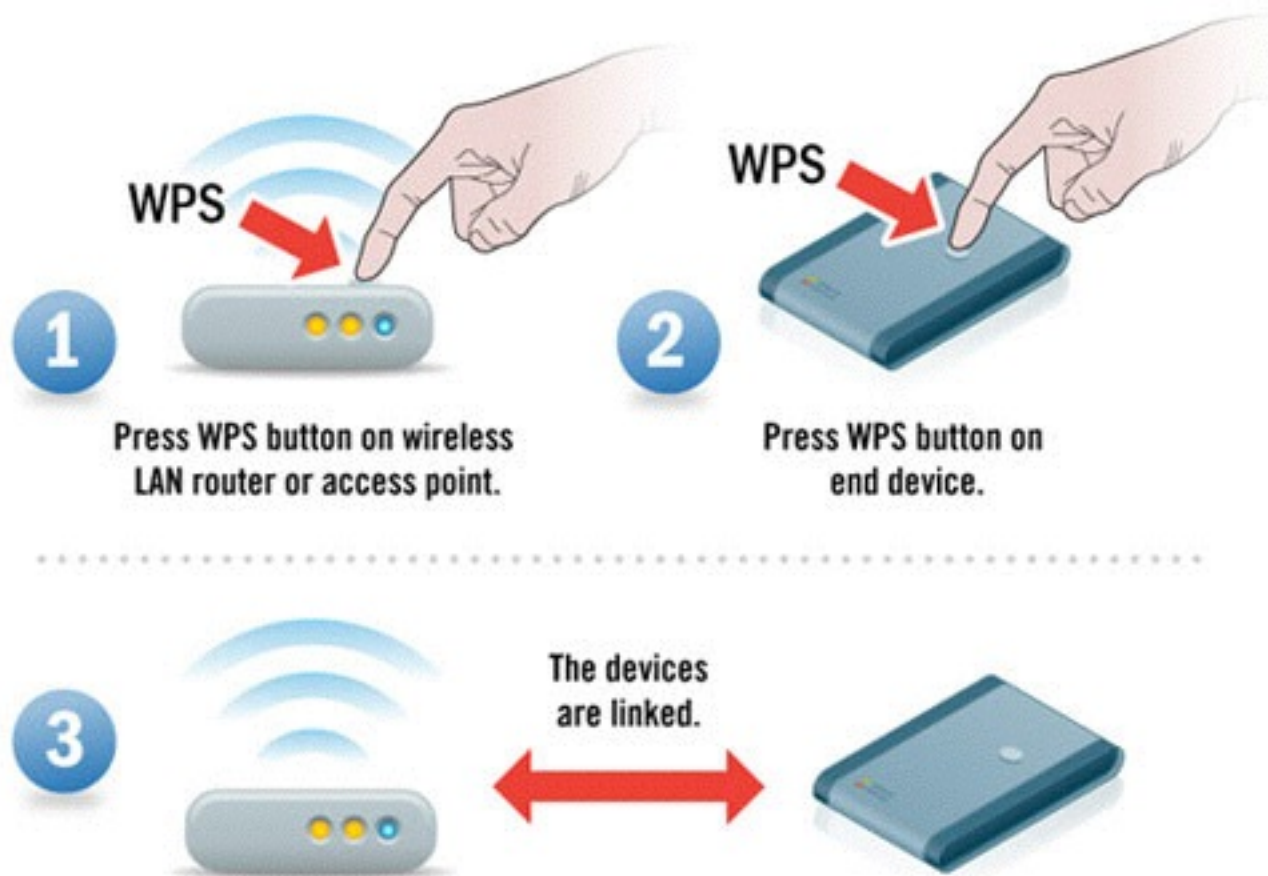 WPS
1
Press WPS button on wireless
LAN router or access point.
WPS
2
Press WPS button on
end device.
3
The devices
are linked.